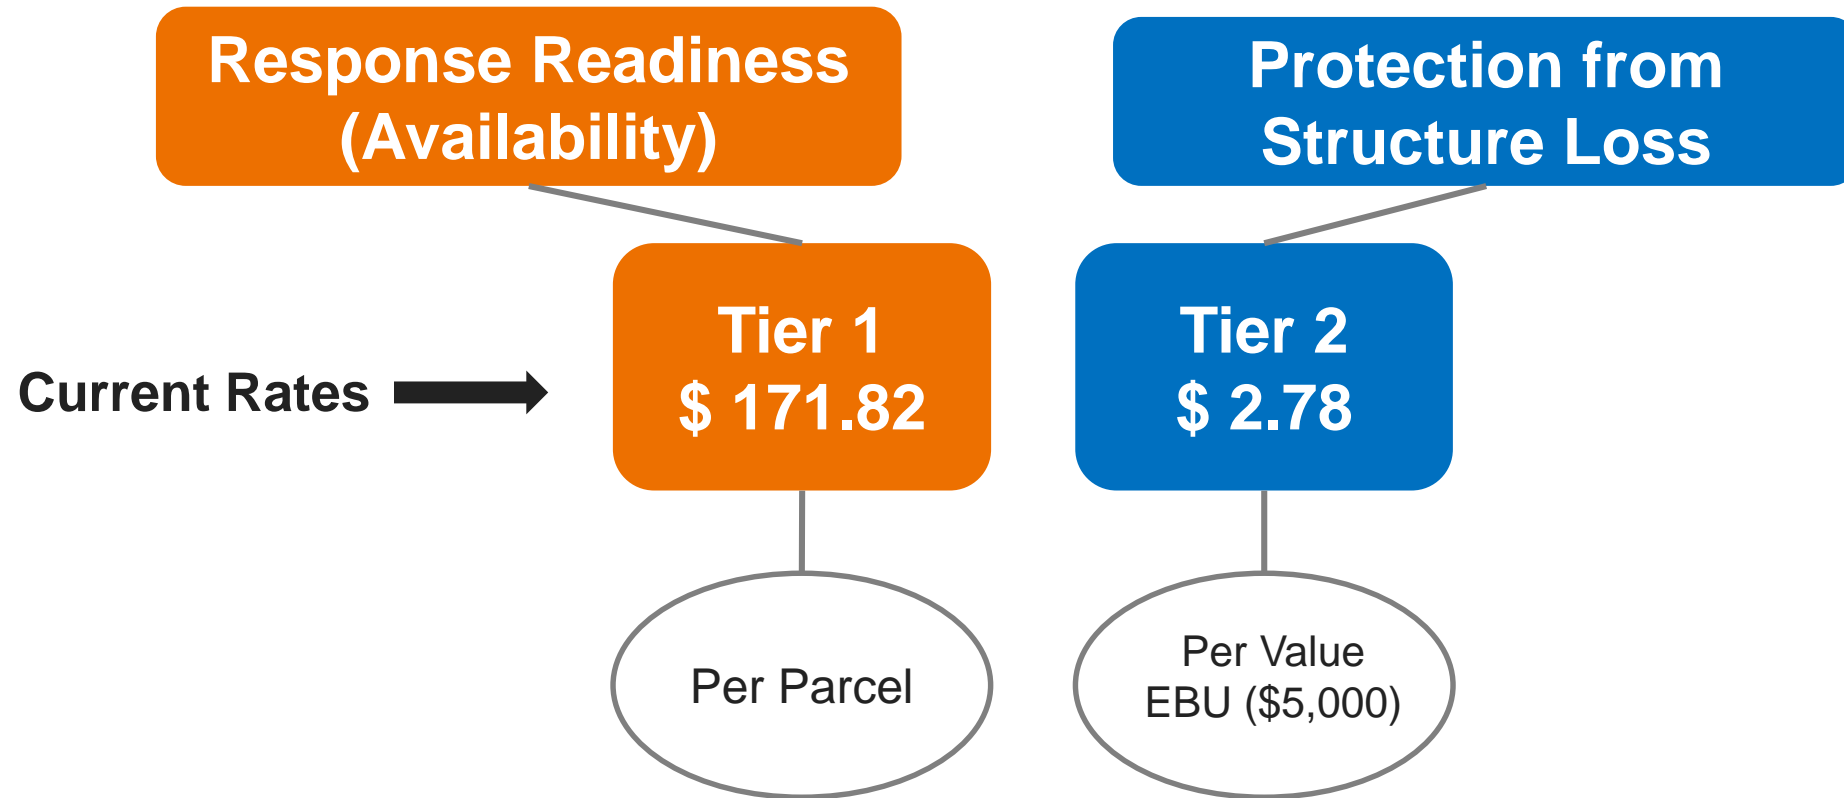 Response Readiness
(Availability)
Protection from
Structure Loss
Current Rates
Tier 1
$ 171.82
Tier 2
$ 2.78
Per Parcel
Per Value
EBU ($5,000)